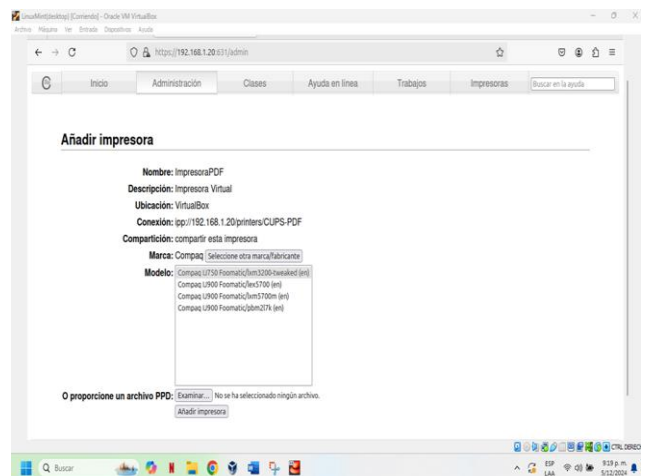 LinuxMint(desktop) [Corriendo] - Oracle VM VirtualBox
Archivo Máquina Ver Entrada Dispositivos Ayuda
https://192.168.1.20:631/admin
Inicio Administración Clases Ayuda en línea Trabajos Impresoras Buscar en la ayuda
Añadir impresora
Nombre: ImpresoraPDF
Descripción: Impresora Virtual
Ubicación: VirtualBox
Conexión: ipp://192.168.1.20/printers/CUPS-PDF
Compartición: compartir esta impresora
Marca: Compaq Seleccione otra marca/fabricante
Modelo: Compaq IJ750 Foomatic/lxm3200-tweaked (en)
Compaq IJ900 Foomatic/lex5700 (en)
Compaq IJ900 Foomatic/lxm5700m (en)
Compaq IJ900 Foomatic/pbm2l7k (en)
O proporcione un archivo PPD: Examinar... No se ha seleccionado ningún archivo.
Añadir impresora
CTRL DERECHO
Buscar
ESP
LAA
9:19 p. m.
5/12/2024